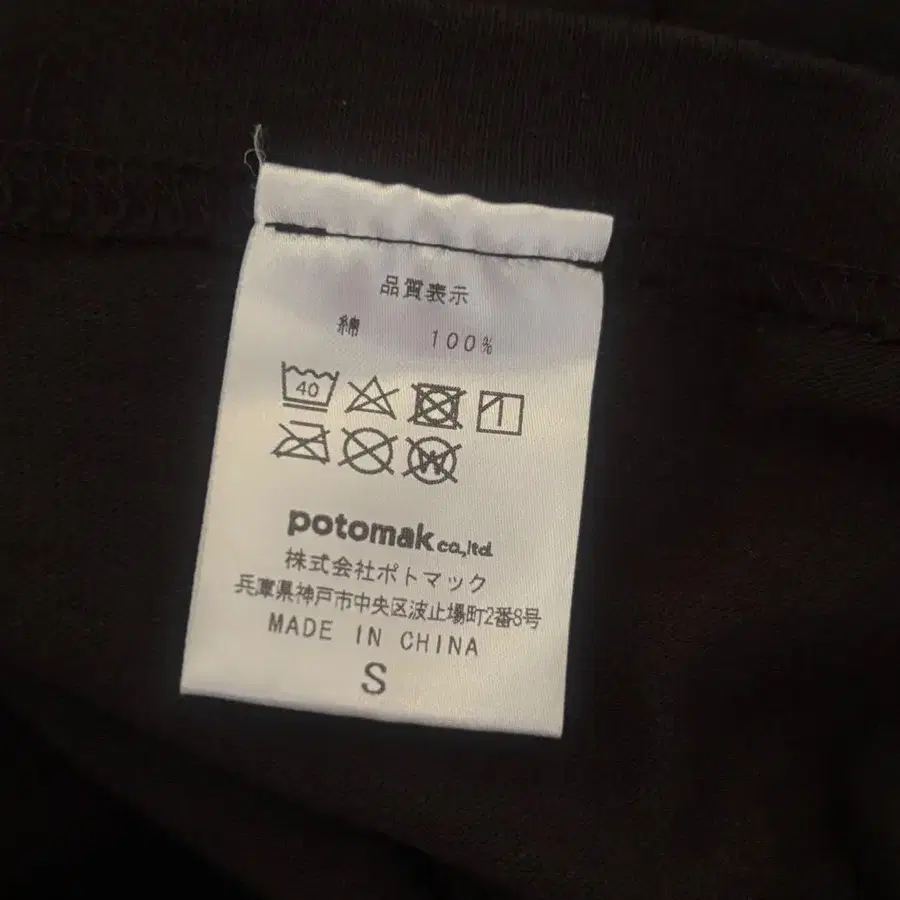 品質表示
綿 100%
40
W
potomak co.,ltd.
株式会社ポトマック
兵庫県神戸市中央区波止場町2番8号
MADE IN CHINA
S